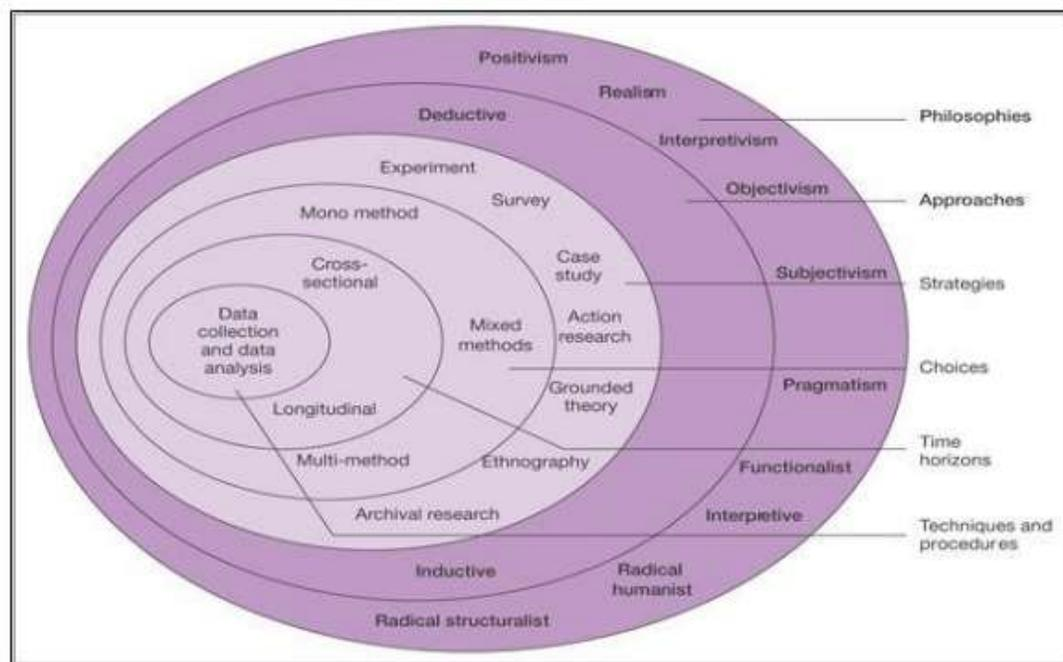 Positivism
Realism
Philosophies
Deductive
Interpretivism
Experiment
Objectivism
Approaches
Survey
Mono method
Case
study
Cross-
sectional
Subjectivism
Strategies
Data
collection
and data
analysis
Mixed
methods
Action
research
Choices
Pragmatism
Grounded
theory
Longitudinal
Time
horizons
Multi-method
Ethnography
Functionalist
Archival research
Interpretive
Techniques and
procedures
Inductive
Radical
humanist
Radical structuralist